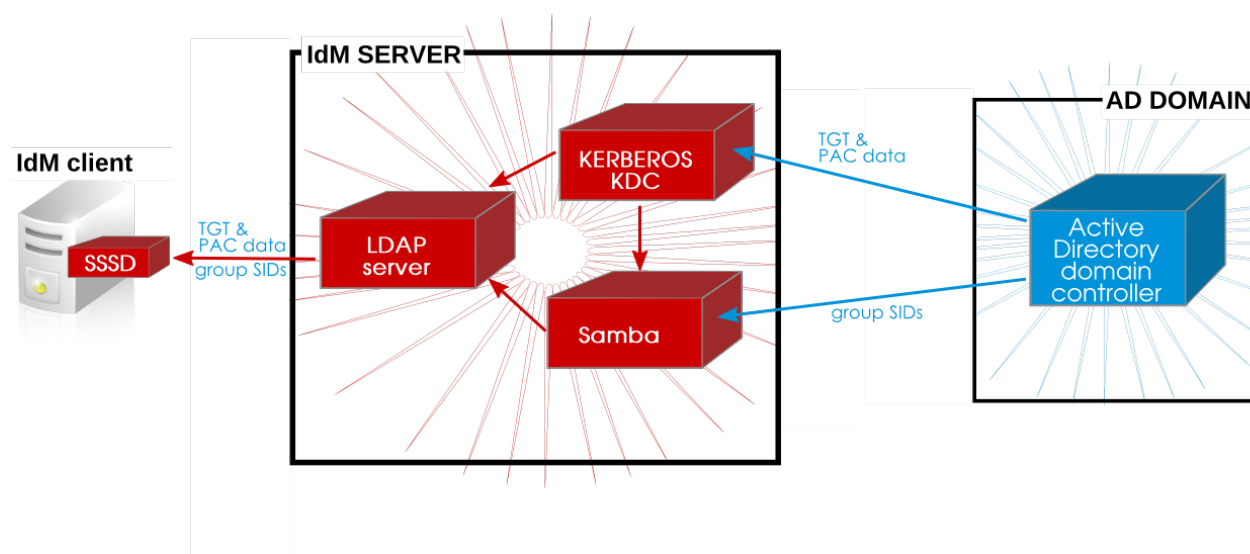 IdM SERVER
AD DOMAIN
IdM client
KERBEROS
KDC
TGT &
PAC data
Active
Directory
domain
controller
LDAP
server
SSSD
TGT &
PAC data
group SIDs
Samba
group SIDs